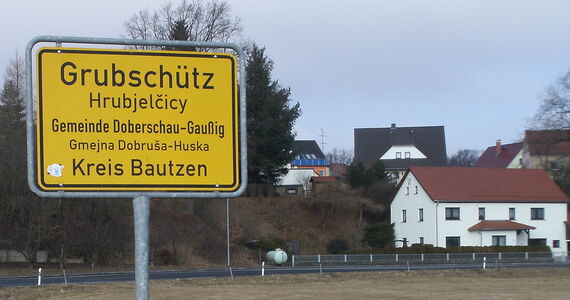 Grubschütz
Hrubjelčicy
Gemeinde Doberschau-Gaußig
Gmejna Dobruša-Huska
Kreis Bautzen